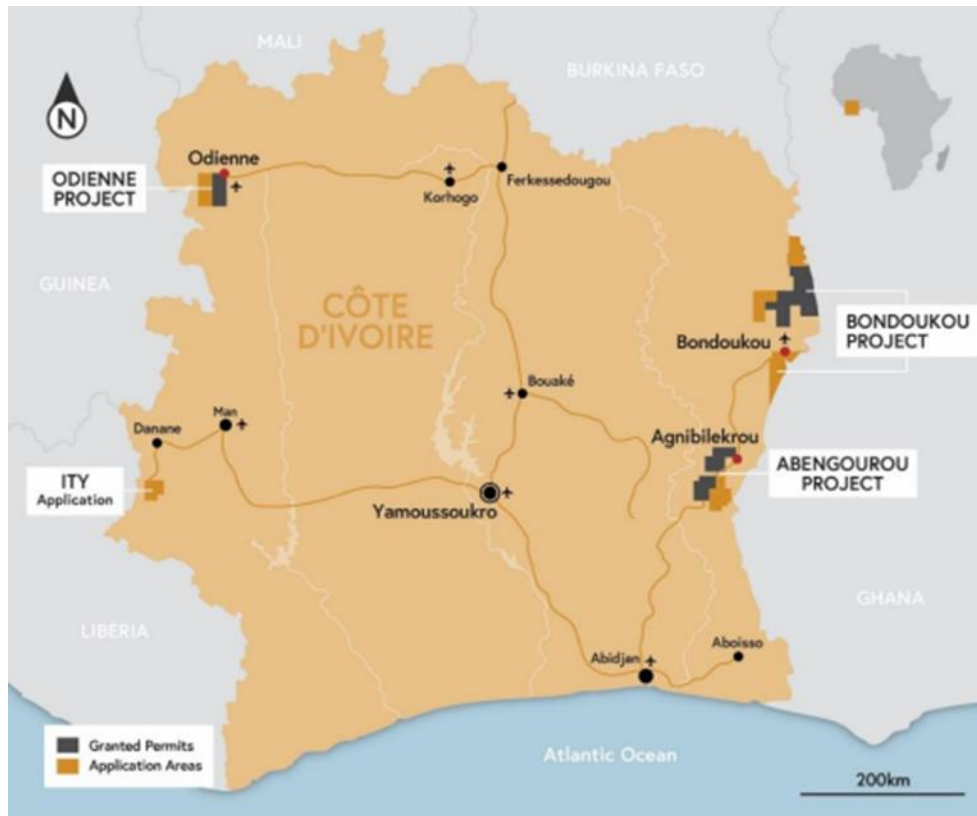 MALI
BURKINA FASO
N
Odienne
ODIENNE
PROJECT
Korhogo
Ferkessedougou
GUINEA
CÔTE
D'IVOIRE
Bondoukou
BONDOUKOU
PROJECT
Bouaké
Man
Danane
Agnibilekrou
ABENGOUROU
PROJECT
ITY
Application
Yamoussoukro
GHANA
LIBERIA
Abidjan
Aboisso
Granted Permits
Application Areas
Atlantic Ocean
200km